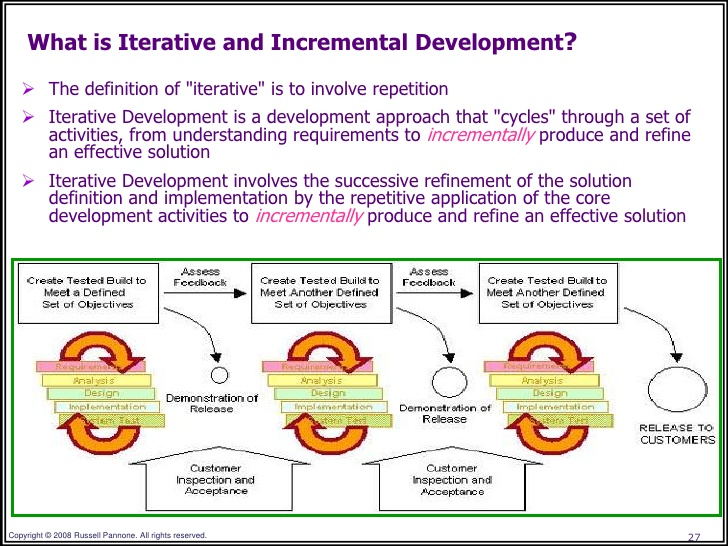 What is Iterative and Incremental Development?
The definition of "iterative" is to involve repetition
Iterative Development is a development approach that "cycles" through a set of
activities, from understanding requirements to incrementally produce and refine
an effective solution
Iterative Development involves the successive refinement of the solution
definition and implementation by the repetitive application of the core
development activities to incrementally produce and refine an effective solution
Create Tested Build to
Meet a Defined
Set of Objectives
Assess
Feedback
Create Tested Build to
Meet Another Defined
Set of Objectives
Assess
Feedback
Create Tested Build to
Meet Another Defined
Set of Objectives
Requirements
Analysis
Design
Implementation
System Test
Demonstration of
Release
Requirements
Analysis
Design
Implementation
System Test
Demonstration of
Release
Requirements
Analysis
Design
Implementation
System Test
RELEASE TO
CUSTOMERS
Customer
Inspection and
Acceptance
Customer
Inspection and
Acceptance
Copyright © 2008 Russell Pannone. All rights reserved.
27